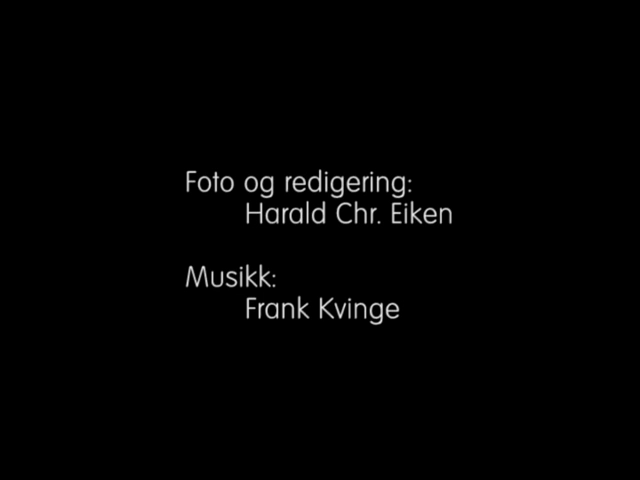 Foto og redigering:
Harald Chr. Eiken
Musikk:
Frank Kvinge